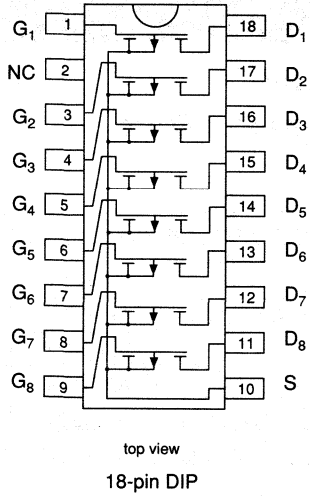 G1 1 18 D1
NC 2 17 D2
G2 3 16 D3
G3 4 15 D4
G4 5 14 D5
G5 6 13 D6
G6 7 12 D7
G7 8 11 D8
G8 9 10 S
top view
18-pin DIP